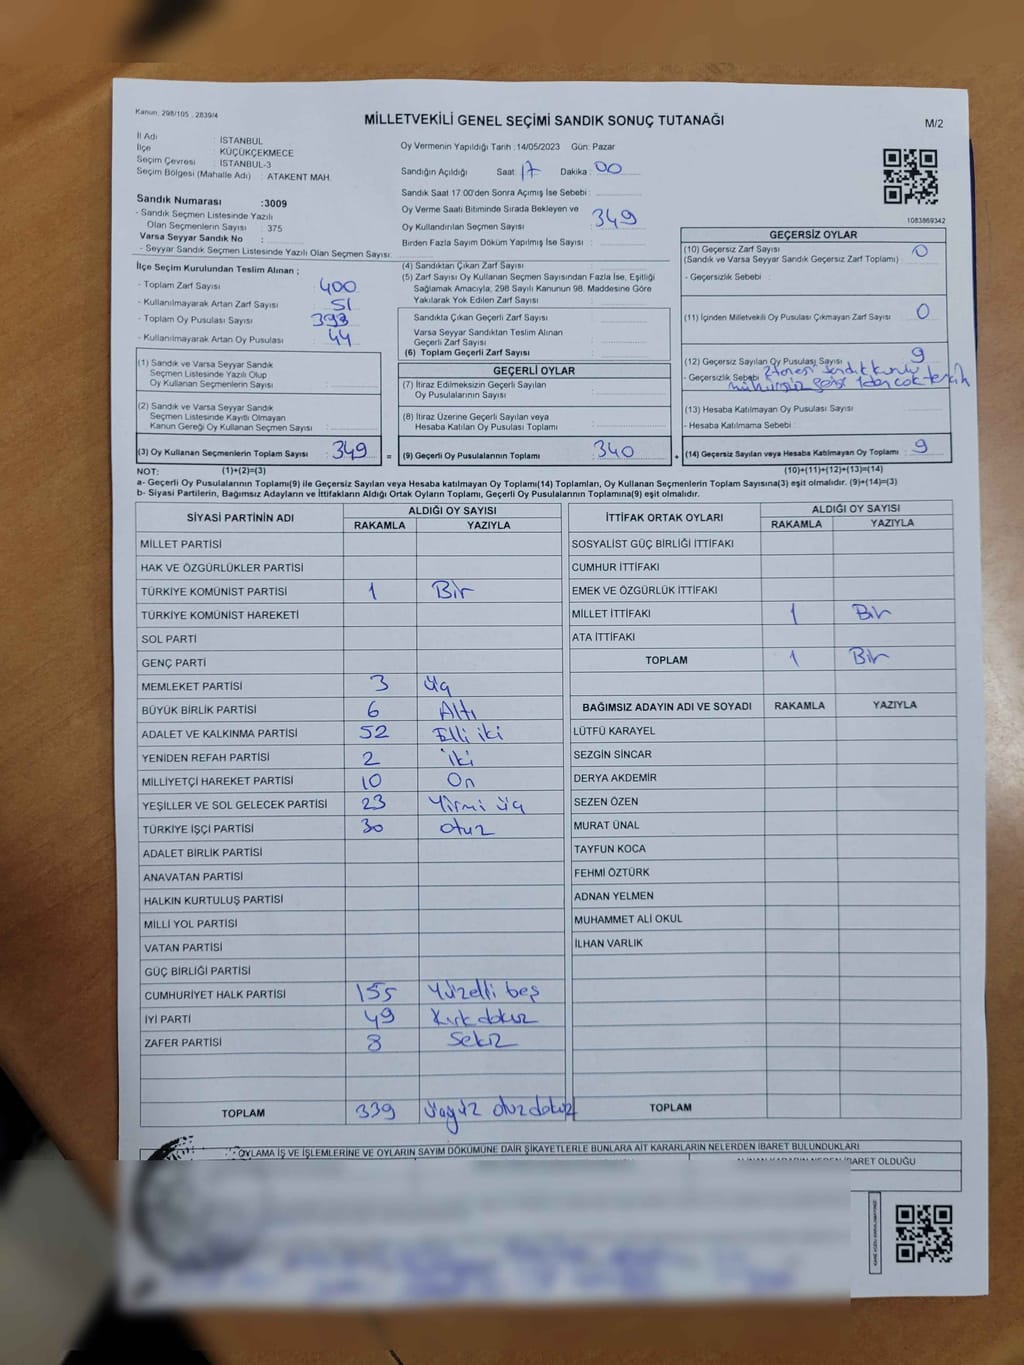 Kanun: 298/105 , 2839/4
MİLLETVEKİLİ GENEL SEÇİMİ SANDIK SONUÇ TUTANAĞI
M/2
İl Adı : İSTANBUL
İlçe : KÜÇÜKÇEKMECE
Seçim Çevresi : İSTANBUL-3
Seçim Bölgesi (Mahalle Adı) : ATAKENT MAH.
Oy Vermenin Yapıldığı Tarih :14/05/2023 Gün: Pazar
Sandığın Açıldığı Saat : 17 Dakika : 00
Sandık Saat 17.00'den Sonra Açımış İse Sebebi :
Oy Verme Saati Bitiminde Sırada Bekleyen ve
Oy Kullandırılan Seçmen Sayısı : 349
Birden Fazla Sayım Döküm Yapılmış İse Sayısı :
1083869342
Sandık Numarası :3009
- Sandık Seçmen Listesinde Yazılı
Olan Seçmenlerin Sayısı : 375
Varsa Seyyar Sandık No :
- Seyyar Sandık Seçmen Listesinde Yazılı Olan Seçmen Sayısı
İlçe Seçim Kurulundan Teslim Alınan ;
- Toplam Zarf Sayısı : 400
- Kullanılmayarak Artan Zarf Sayısı : 51
- Toplam Oy Pusulası Sayısı : 393
- Kullanılmayarak Artan Oy Pusulası : 44
(1) Sandık ve Varsa Seyyar Sandık
Seçmen Listesinde Yazılı Olup
Oy Kullanan Seçmenlerin Sayısı :
(2) Sandık ve Varsa Seyyar Sandık
Seçmen Listesinde Kayıtlı Olmayan
Kanun Gereği Oy Kullanan Seçmen Sayısı :
(3) Oy Kullanan Seçmenlerin Toplam Sayısı : 349 =
(4) Sandıktan Çıkan Zarf Sayısı :
(5) Zarf Sayısı Oy Kullanan Seçmen Sayısından Fazla İse, Eşitliği
Sağlamak Amacıyla; 298 Sayılı Kanunun 98. Maddesine Göre
Yakılarak Yok Edilen Zarf Sayısı :
Sandıkta Çıkan Geçerli Zarf Sayısı :
Varsa Seyyar Sandıktan Teslim Alınan
Geçerli Zarf Sayısı :
(6) Toplam Geçerli Zarf Sayısı :
GEÇERLİ OYLAR
(7) İtiraz Edilmeksizin Geçerli Sayılan
Oy Pusulalarının Sayısı :
(8) İtiraz Üzerine Geçerli Sayılan veya
Hesaba Katılan Oy Pusulası Toplamı :
(9) Geçerli Oy Pusulalarının Toplamı : 340 +
GEÇERSİZ OYLAR
(10) Geçersiz Zarf Sayısı : 0
(Sandık ve Varsa Seyyar Sandık Geçersiz Zarf Toplamı)
- Geçersizlik Sebebi :
(11) İçinden Milletvekili Oy Pusulası Çıkmayan Zarf Sayısı : 0
(12) Geçersiz Sayılan Oy Pusulası Sayısı : 9
- Geçersizlik Sebebi : 2 tanesi sandık kurulu
mühürsüz 1den çok tercih
(13) Hesaba Katılmayan Oy Pusulası Sayısı :
- Hesaba Katılmama Sebebi :
(14) Geçersiz Sayılan veya Hesaba Katılmayan Oy Toplamı : 9
NOT: (1)+(2)=(3) (10)+(11)+(12)+(13)=(14)
a- Geçerli Oy Pusulalarının Toplamı(9) ile Geçersiz Sayılan veya Hesaba katılmayan Oy Toplamı(14) Toplamları, Oy Kullanan Seçmenlerin Toplam Sayısına(3) eşit olmalıdır. (9)+(14)=(3)
b- Siyasi Partilerin, Bağımsız Adayların ve İttifakların Aldığı Ortak Oyların Toplamı, Geçerli Oy Pusulalarının Toplamına(9) eşit olmalıdır.
SİYASİ PARTİNİN ADI ALDIĞI OY SAYISI
RAKAMLA YAZIYLA
MİLLET PARTİSİ
HAK VE ÖZGÜRLÜKLER PARTİSİ
TÜRKİYE KOMÜNİST PARTİSİ 1 Bir
TÜRKİYE KOMÜNİST HAREKETİ
SOL PARTİ
GENÇ PARTİ
MEMLEKET PARTİSİ 3 üç
BÜYÜK BİRLİK PARTİSİ 6 Altı
ADALET VE KALKINMA PARTİSİ 52 Elli iki
YENİDEN REFAH PARTİSİ 2 iki
MİLLİYETÇİ HAREKET PARTİSİ 10 On
YEŞİLLER VE SOL GELECEK PARTİSİ 23 Yirmi üç
TÜRKİYE İŞÇİ PARTİSİ 30 otuz
ADALET BİRLİK PARTİSİ
ANAVATAN PARTİSİ
HALKIN KURTULUŞ PARTİSİ
MİLLİ YOL PARTİSİ
VATAN PARTİSİ
GÜÇ BİRLİĞİ PARTİSİ
CUMHURİYET HALK PARTİSİ 155 Yüzelli beş
İYİ PARTİ 49 Kırk dokuz
ZAFER PARTİSİ 8 Sekiz
TOPLAM 339 üçyüz otuz dokuz
İTTİFAK ORTAK OYLARI ALDIĞI OY SAYISI
RAKAMLA YAZIYLA
SOSYALİST GÜÇ BİRLİĞİ İTTİFAKI
CUMHUR İTTİFAKI
EMEK VE ÖZGÜRLÜK İTTİFAKI
MİLLET İTTİFAKI 1 Bir
ATA İTTİFAKI
TOPLAM 1 Bir
BAĞIMSIZ ADAYIN ADI VE SOYADI RAKAMLA YAZIYLA
LÜTFÜ KARAYEL
SEZGİN SİNCAR
DERYA AKDEMİR
SEZEN ÖZEN
MURAT ÜNAL
TAYFUN KOCA
FEHMİ ÖZTÜRK
ADNAN YELMEN
MUHAMMET ALİ OKUL
İLHAN VARLIK
TOPLAM
OYLAMA İŞ VE İŞLEMLERİNE VE OYLARIN SAYIM DÖKÜMÜNE DAİR ŞİKAYETLERLE BUNLARA AİT KARARLARIN NELERDEN İBARET BULUNDUKLARI
İBARET OLDUĞU